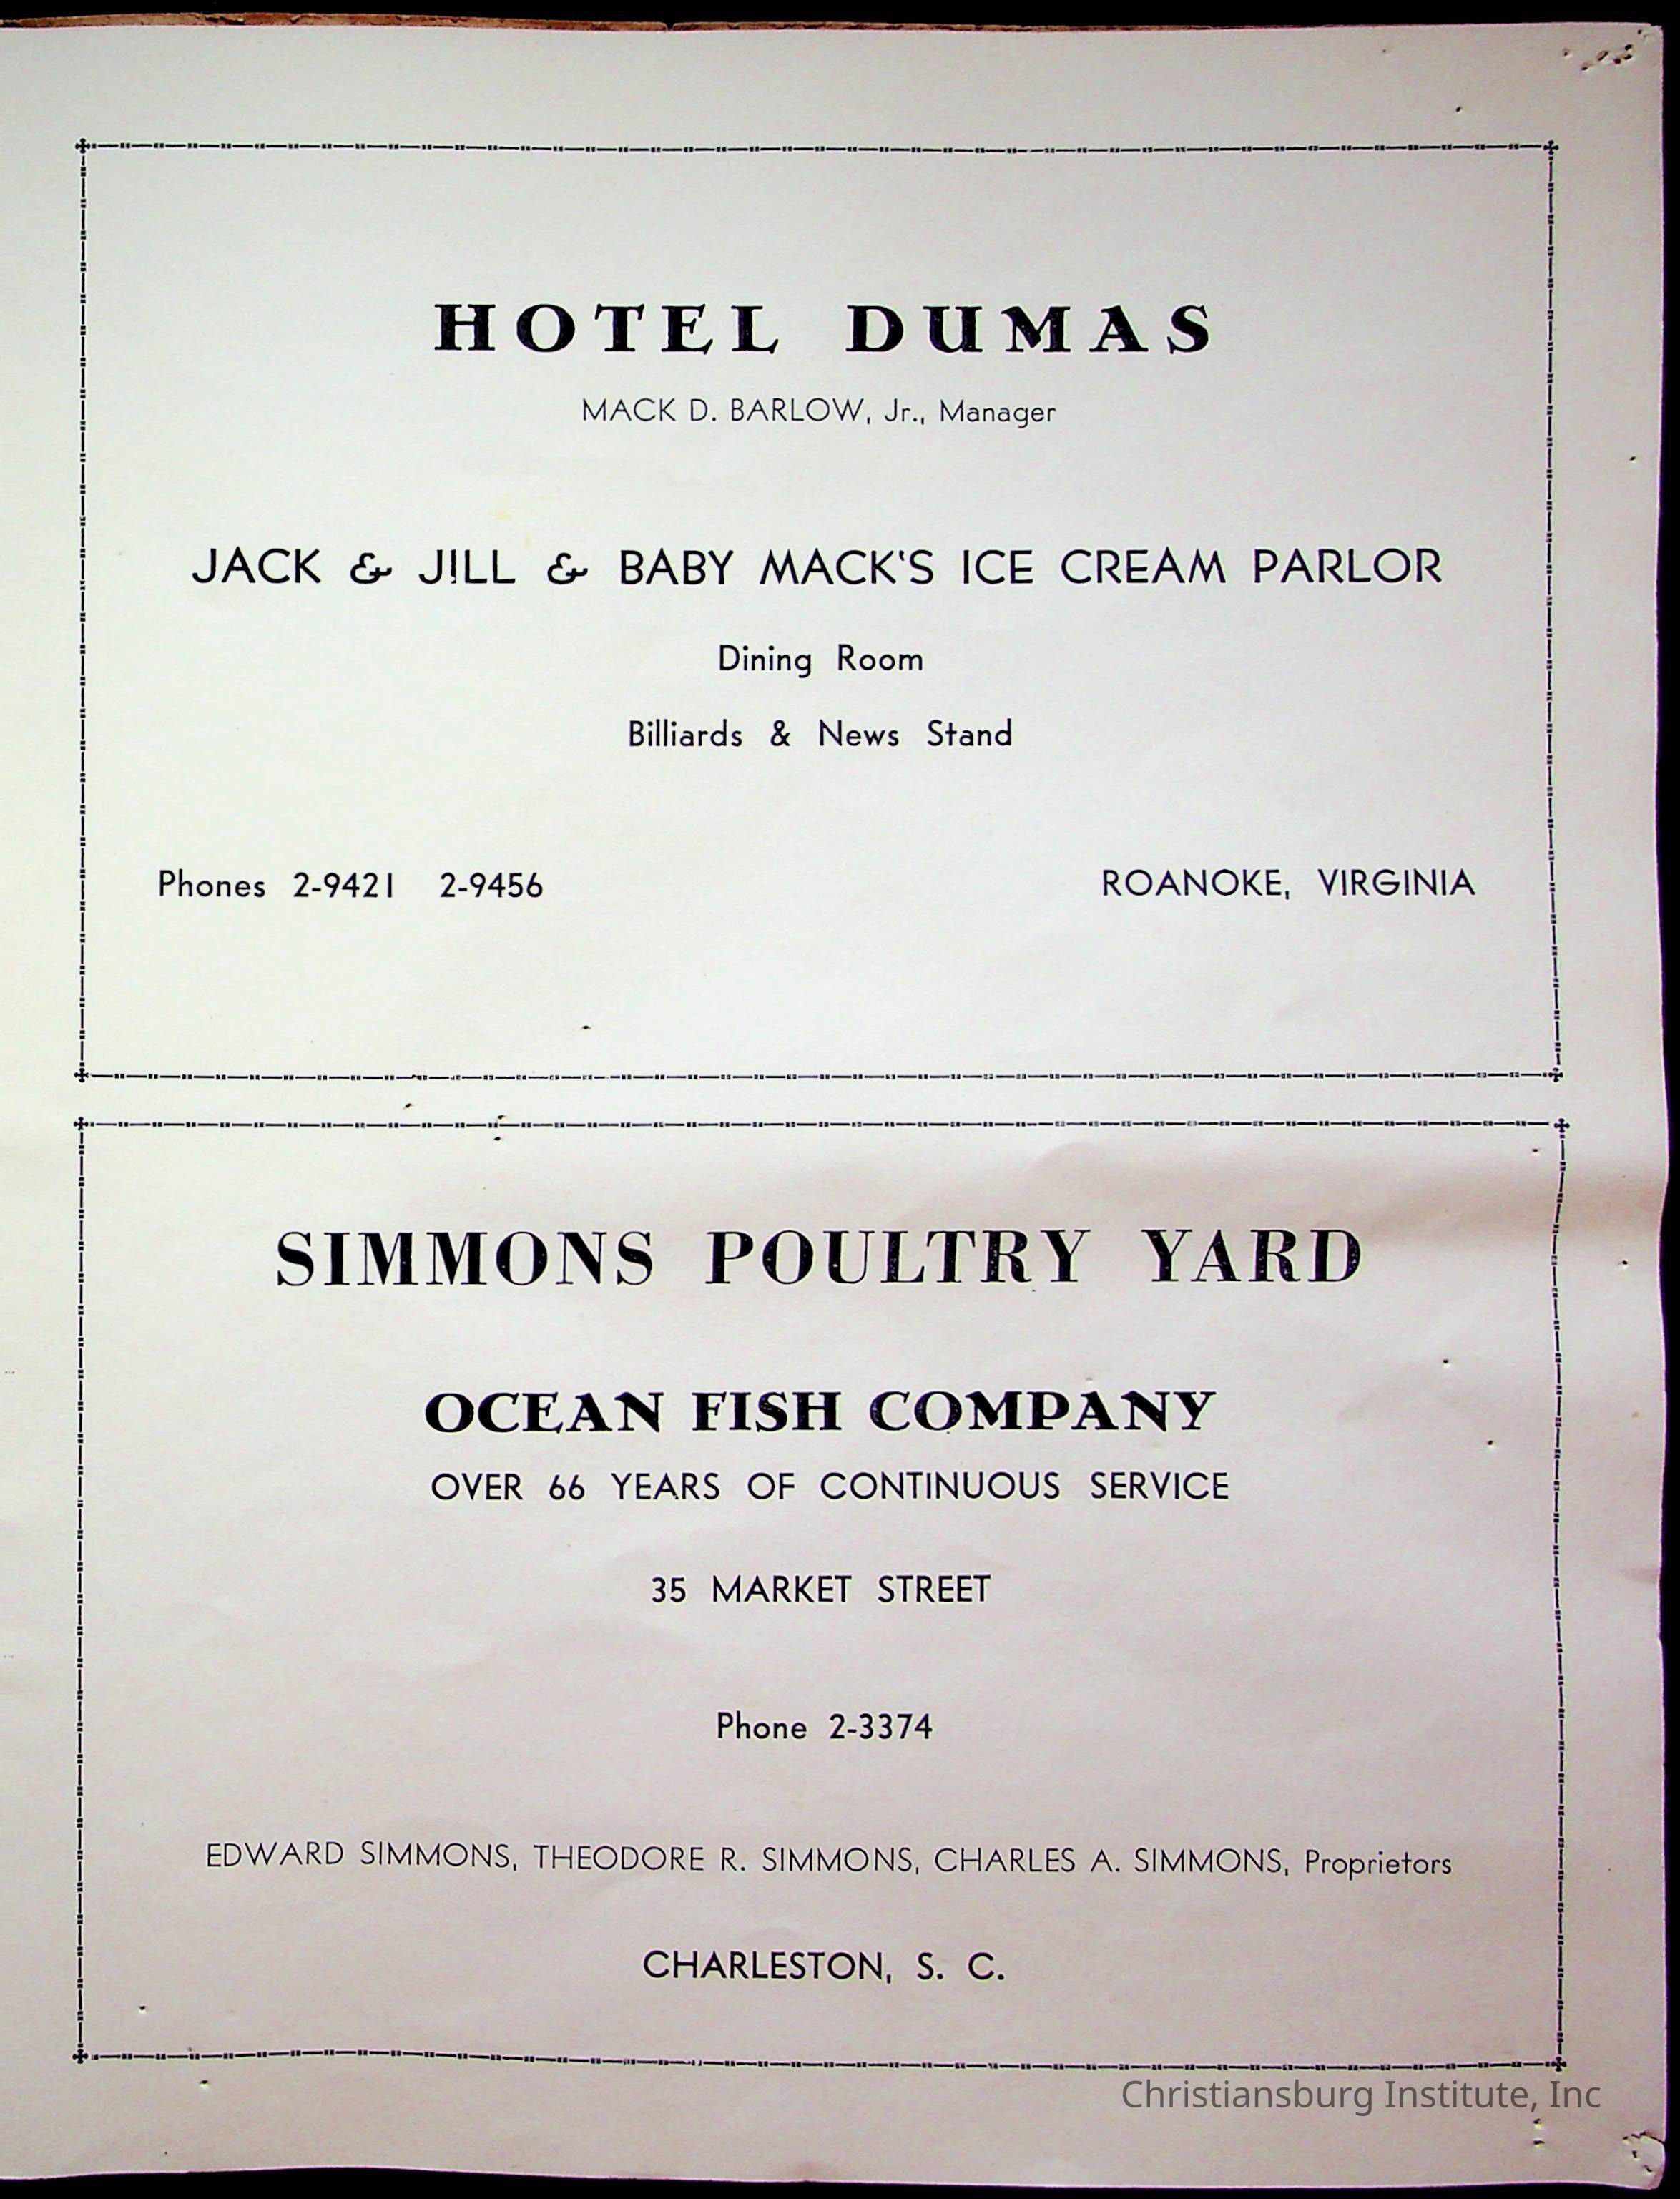 HOTEL DUMAS
MACK D. BARLOW, Jr., Manager
JACK & JILL & BABY MACK'S ICE CREAM PARLOR
Dining Room
Billiards & News Stand
Phones 2-9421 2-9456 ROANOKE, VIRGINIA
SIMMONS POULTRY YARD
OCEAN FISH COMPANY
OVER 66 YEARS OF CONTINUOUS SERVICE
35 MARKET STREET
Phone 2-3374
EDWARD SIMMONS, THEODORE R. SIMMONS, CHARLES A. SIMMONS, Proprietors
CHARLESTON, S. C.
Christiansburg Institute, Inc